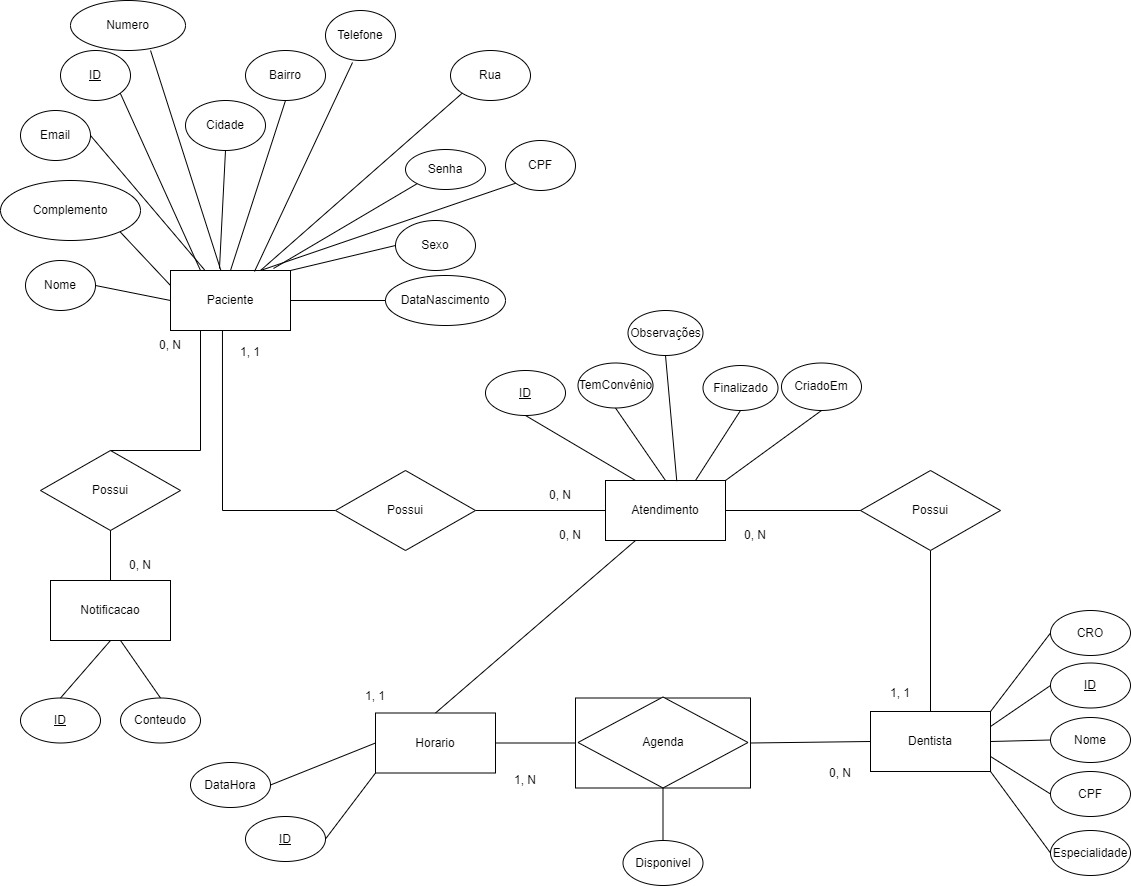 Numero
Telefone
ID
Bairro
Rua
Cidade
Email
Senha
CPF
Complemento
Sexo
Nome
Paciente
DataNascimento
0, N
1, 1
Observações
ID
TemConvênio
Finalizado
CriadoEm
Possui
0, N
Possui
Atendimento
Possui
0, N
0, N
0, N
Notificacao
CRO
ID
1, 1
1, 1
ID
Conteudo
Horario
Agenda
Dentista
Nome
DataHora
1, N
0, N
CPF
ID
Disponivel
Especialidade